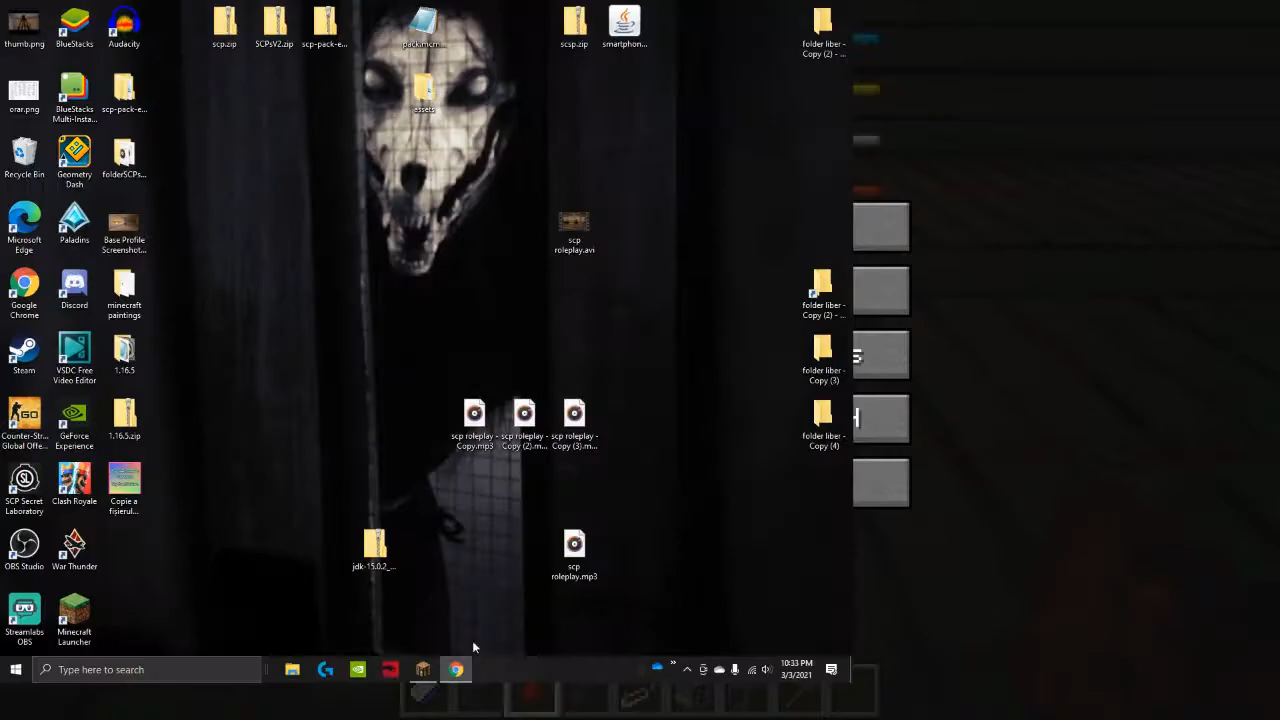 thumb.png
BlueStacks
Audacity
scp.zip
SCPsV2.zip
scp-pack-e...
pack.mcm...
scsp.zip
smartphon...
folder liber -
Copy (2) - ...
orar.png
BlueStacks
Multi-Insta...
scp-pack-e...
assets
Recycle Bin
Geometry
Dash
folderSCPs...
Microsoft
Edge
Paladins
Base Profile
Screenshot...
scp
roleplay.avi
Google
Chrome
Discord
minecraft
paintings
folder liber -
Copy (2) - ...
Steam
VSDC Free
Video Editor
1.16.5
folder liber -
Copy (3)
s
Counter-Str...
Global Offe...
GeForce
Experience
1.16.5.zip
scp roleplay -
Copy.mp3
scp roleplay -
Copy (2).m...
scp roleplay -
Copy (3).m...
folder liber -
Copy (4)
SCP Secret
Laboratory
Clash Royale
Copie a
fișierul...
OBS Studio
War Thunder
jdk-15.0.2_...
scp
roleplay.mp3
Streamlabs
OBS
Minecraft
Launcher
Type here to search
10:33 PM
3/3/2021